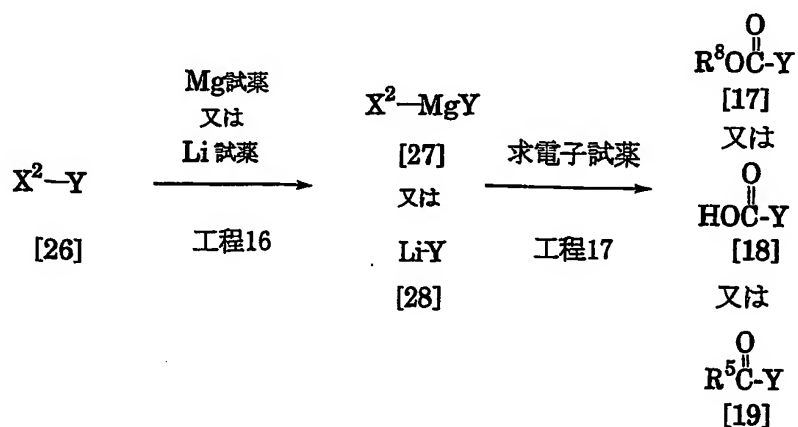 X²—Y
[26]
Mg試薬
又は
Li 試薬
工程16
X²—MgY
[27]
又は
Li-Y
[28]
求電子試薬
工程17
O
R⁸OC-Y
[17]
又は
O
HOC-Y
[18]
又は
O
R⁵C-Y
[19]